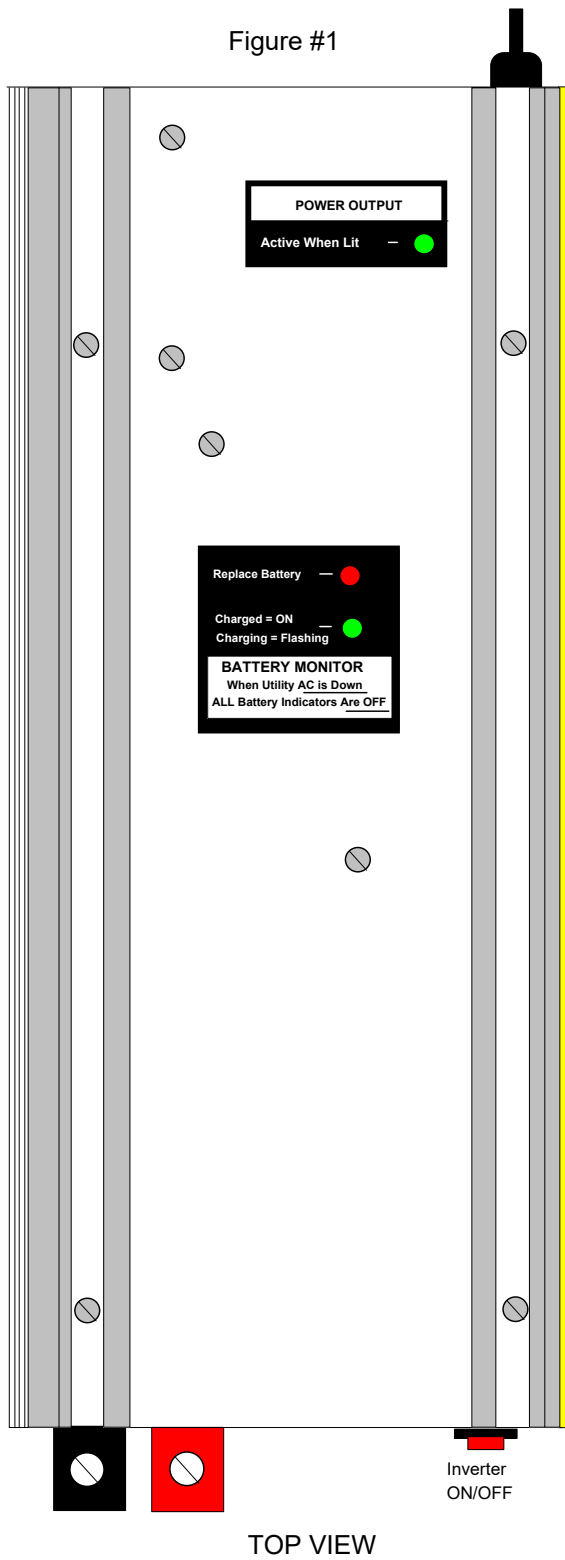 Figure #1
POWER OUTPUT
Active When Lit –
Replace Battery –
Charged = ON
Charging = Flashing –
BATTERY MONITOR
When Utility AC is Down
ALL Battery Indicators Are OFF
Inverter
ON/OFF
TOP VIEW